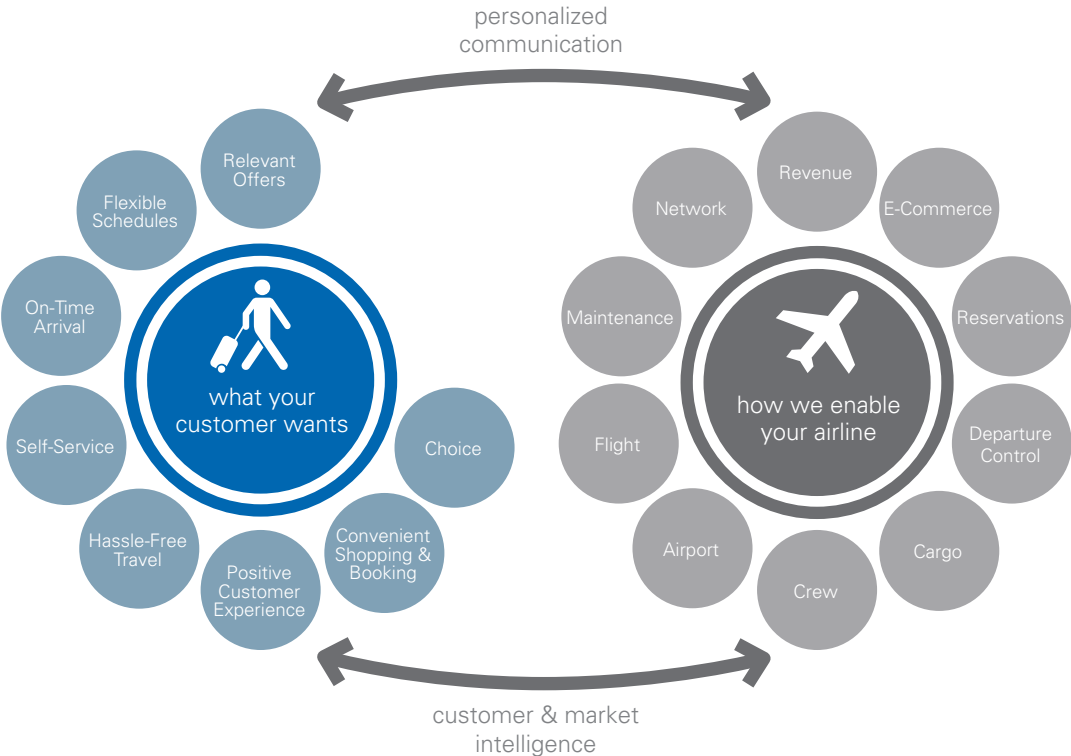 personalized
communication
Relevant
Offers
Flexible
Schedules
On-Time
Arrival
Self-Service
Hassle-Free
Travel
Positive
Customer
Experience
Convenient
Shopping &
Booking
Choice
what your
customer wants
Revenue
E-Commerce
Reservations
Departure
Control
Cargo
Crew
Airport
Flight
Maintenance
Network
how we enable
your airline
customer & market
intelligence